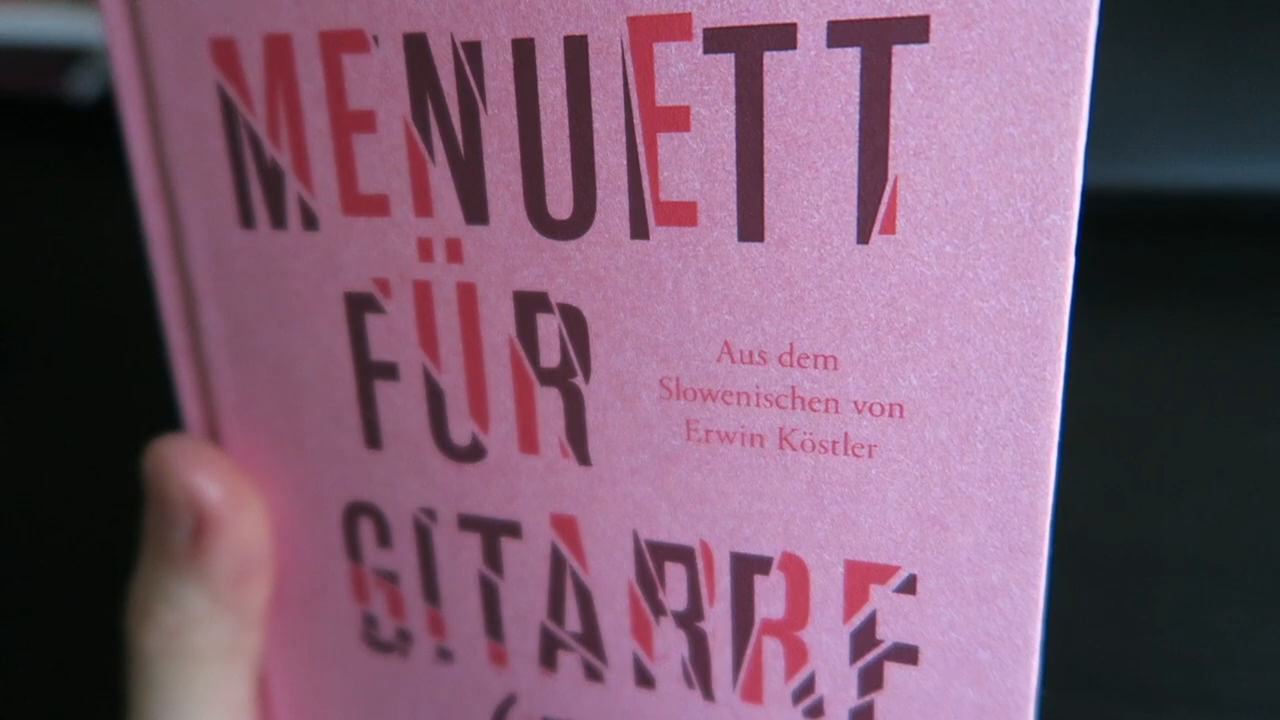 MENUETT
FÜR
Aus dem
Slowenischen von
Erwin Köstler
GITARRE